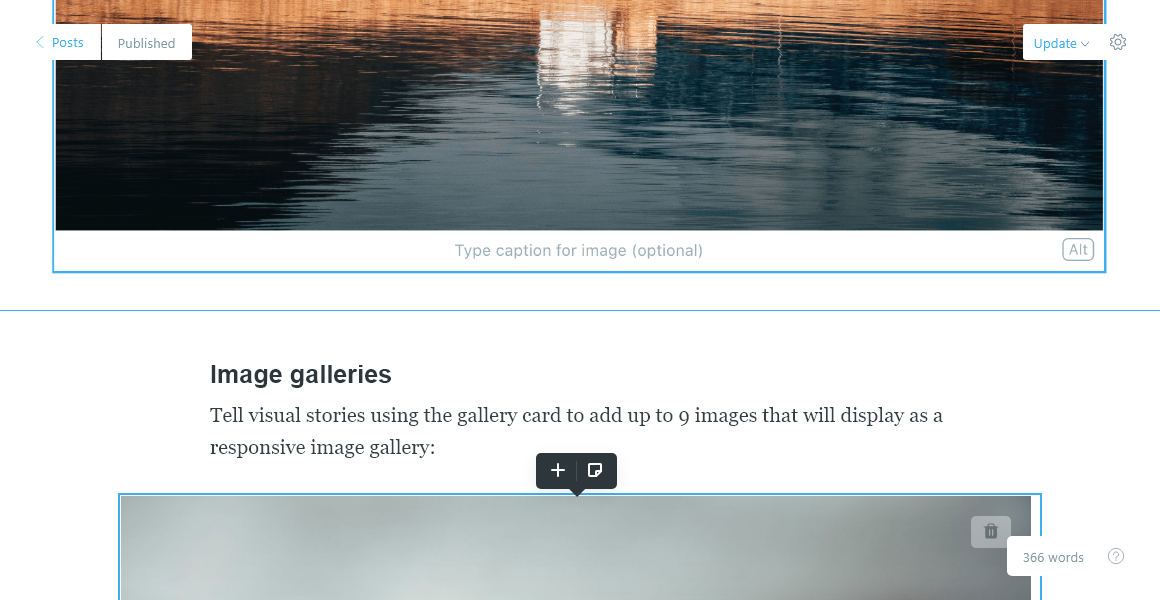 Posts
Published
Update
Type caption for image (optional)
Alt
Image galleries
Tell visual stories using the gallery card to add up to 9 images that will display as a
responsive image gallery:
366 words
?